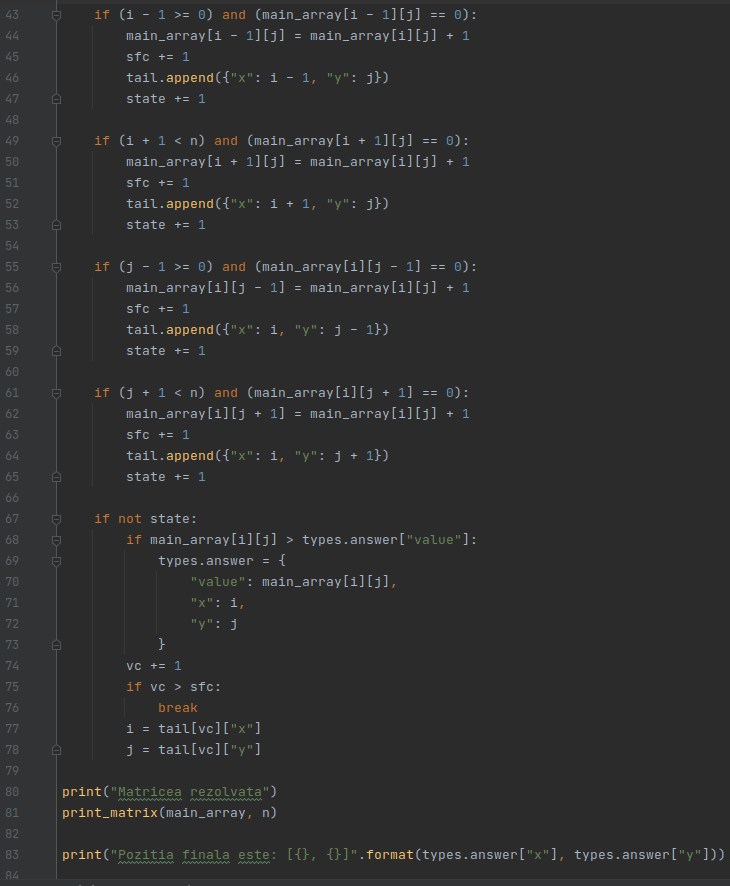 43 if (i - 1 >= 0) and (main_array[i - 1][j] == 0):
44 main_array[i - 1][j] = main_array[i][j] + 1
45 sfc += 1
46 tail.append({"x": i - 1, "y": j})
47 state += 1
48
49 if (i + 1 < n) and (main_array[i + 1][j] == 0):
50 main_array[i + 1][j] = main_array[i][j] + 1
51 sfc += 1
52 tail.append({"x": i + 1, "y": j})
53 state += 1
54
55 if (j - 1 >= 0) and (main_array[i][j - 1] == 0):
56 main_array[i][j - 1] = main_array[i][j] + 1
57 sfc += 1
58 tail.append({"x": i, "y": j - 1})
59 state += 1
60
61 if (j + 1 < n) and (main_array[i][j + 1] == 0):
62 main_array[i][j + 1] = main_array[i][j] + 1
63 sfc += 1
64 tail.append({"x": i, "y": j + 1})
65 state += 1
66
67 if not state:
68 if main_array[i][j] > types.answer["value"]:
69 types.answer = {
70 "value": main_array[i][j],
71 "x": i,
72 "y": j
73 }
74 vc += 1
75 if vc > sfc:
76 break
77 i = tail[vc]["x"]
78 j = tail[vc]["y"]
79
80 print("Matricea rezolvata")
81 print_matrix(main_array, n)
82
83 print("Pozitia finala este: [{}, {}]".format(types.answer["x"], types.answer["y"]))
84